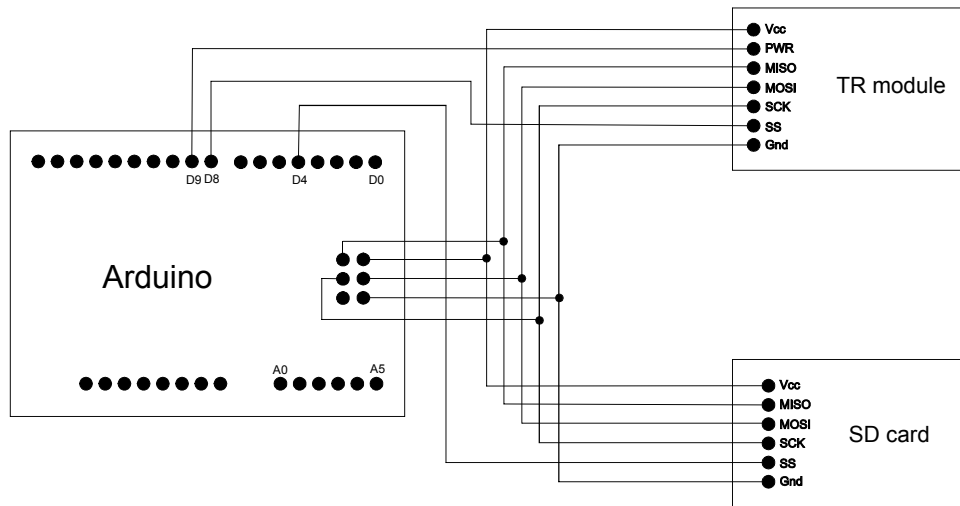 Vcc
PWR
MISO
MOSI
SCK
SS
Gnd
TR module
D9 D8 D4 D0
Arduino
A0 A5
Vcc
MISO
MOSI
SCK
SS
Gnd
SD card